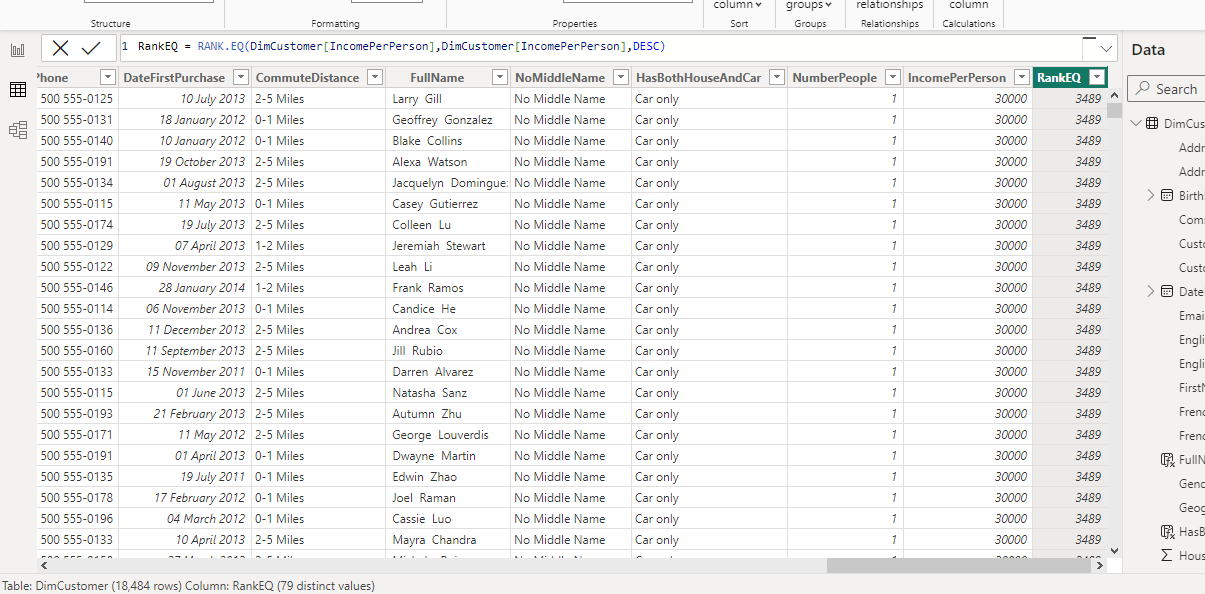 column groups relationships column
Structure Formatting Properties Sort Groups Relationships Calculations
1 RankEQ = RANK.EQ(DimCustomer[IncomePerPerson],DimCustomer[IncomePerPerson],DESC)
Data
Search
Phone DateFirstPurchase CommuteDistance FullName NoMiddleName HasBothHouseAndCar NumberPeople IncomePerPerson RankEQ
500 555-0125 10 July 2013 2-5 Miles Larry Gill No Middle Name Car only 1 30000 3489
500 555-0131 18 January 2012 0-1 Miles Geoffrey Gonzalez No Middle Name Car only 1 30000 3489
500 555-0140 10 January 2012 0-1 Miles Blake Collins No Middle Name Car only 1 30000 3489
500 555-0191 19 October 2013 2-5 Miles Alexa Watson No Middle Name Car only 1 30000 3489
500 555-0134 01 August 2013 2-5 Miles Jacquelyn Dominguez No Middle Name Car only 1 30000 3489
500 555-0115 11 May 2013 0-1 Miles Casey Gutierrez No Middle Name Car only 1 30000 3489
500 555-0174 19 July 2013 2-5 Miles Colleen Lu No Middle Name Car only 1 30000 3489
500 555-0129 07 April 2013 1-2 Miles Jeremiah Stewart No Middle Name Car only 1 30000 3489
500 555-0122 09 November 2013 2-5 Miles Leah Li No Middle Name Car only 1 30000 3489
500 555-0146 28 January 2014 1-2 Miles Frank Ramos No Middle Name Car only 1 30000 3489
500 555-0114 06 November 2013 0-1 Miles Candice He No Middle Name Car only 1 30000 3489
500 555-0136 11 December 2013 2-5 Miles Andrea Cox No Middle Name Car only 1 30000 3489
500 555-0160 11 September 2013 2-5 Miles Jill Rubio No Middle Name Car only 1 30000 3489
500 555-0133 15 November 2011 0-1 Miles Darren Alvarez No Middle Name Car only 1 30000 3489
500 555-0115 01 June 2013 2-5 Miles Natasha Sanz No Middle Name Car only 1 30000 3489
500 555-0193 21 February 2013 2-5 Miles Autumn Zhu No Middle Name Car only 1 30000 3489
500 555-0171 11 May 2012 2-5 Miles George Louverdis No Middle Name Car only 1 30000 3489
500 555-0191 01 April 2013 0-1 Miles Dwayne Martin No Middle Name Car only 1 30000 3489
500 555-0135 19 July 2011 0-1 Miles Edwin Zhao No Middle Name Car only 1 30000 3489
500 555-0178 17 February 2012 0-1 Miles Joel Raman No Middle Name Car only 1 30000 3489
500 555-0196 04 March 2012 0-1 Miles Cassie Luo No Middle Name Car only 1 30000 3489
500 555-0133 10 April 2013 2-5 Miles Mayra Chandra No Middle Name Car only 1 30000 3489
DimCus
Addr
Addr
Birth
Comm
Custo
Custo
Date
Emai
Engli
Engli
FirstN
Frenc
Frenc
FullN
Gend
Geog
HasB
Hous
Table: DimCustomer (18,484 rows) Column: RankEQ (79 distinct values)